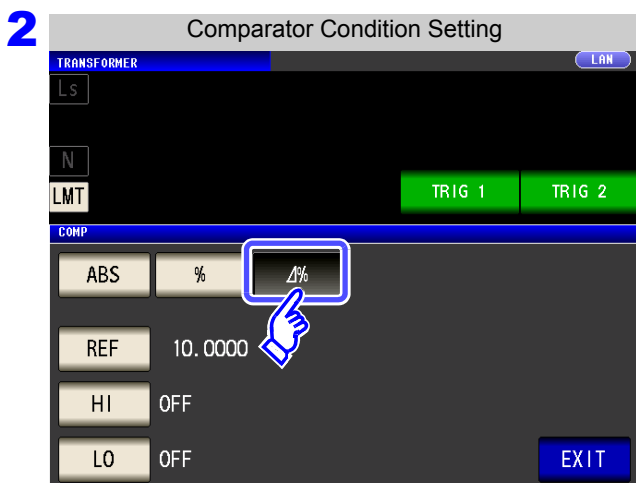 2
Comparator Condition Setting
TRANSFORMER LAN
Ls
N
LMT TRIG 1 TRIG 2
COMP
ABS % Δ%
REF 10.0000
HI OFF
LO OFF EXIT